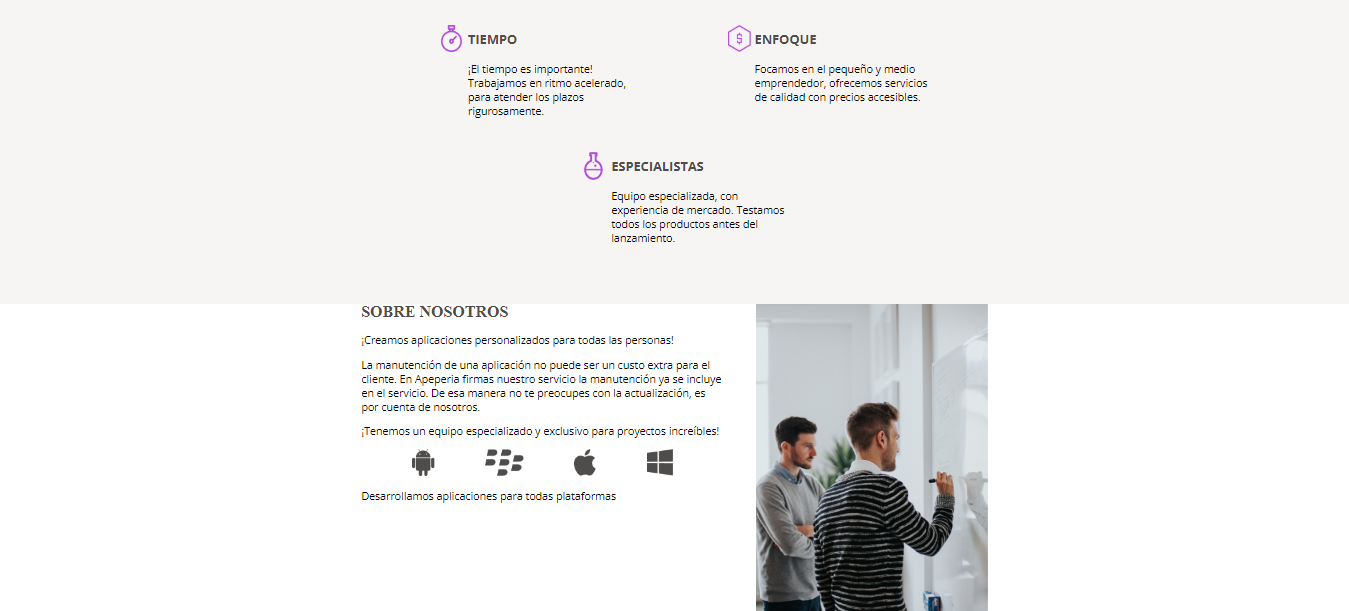 TIEMPO
¡El tiempo es importante!
Trabajamos en ritmo acelerado,
para atender los plazos
rigurosamente.
ENFOQUE
Focamos en el pequeño y medio
emprendedor, ofrecemos servicios
de calidad con precios accesibles.
ESPECIALISTAS
Equipo especializada, con
experiencia de mercado. Testamos
todos los productos antes del
lanzamiento.
SOBRE NOSOTROS
¡Creamos aplicaciones personalizados para todas las personas!
La manutención de una aplicación no puede ser un custo extra para el
cliente. En Apeperia firmas nuestro servicio la manutención ya se incluye
en el servicio. De esa manera no te preocupes con la actualización, es
por cuenta de nosotros.
¡Tenemos un equipo especializado y exclusivo para proyectos increíbles!
Desarrollamos aplicaciones para todas plataformas